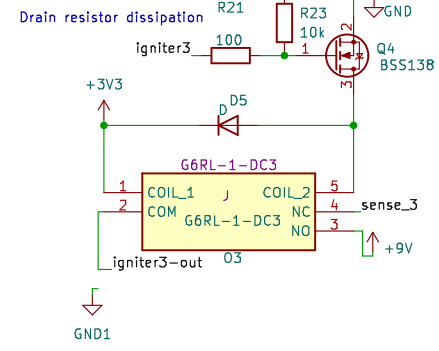 Drain resistor dissipation
R21
R23
GND
igniter3
100
10k
1
2
Q4
BSS138
3
+3V3
D
D5
G6RL-1-DC3
1
COIL_1
J
COIL_2
5
2
COM
NC
4
sense_3
G6RL-1-DC3
NO
3
+9V
igniter3-out
O3
GND1